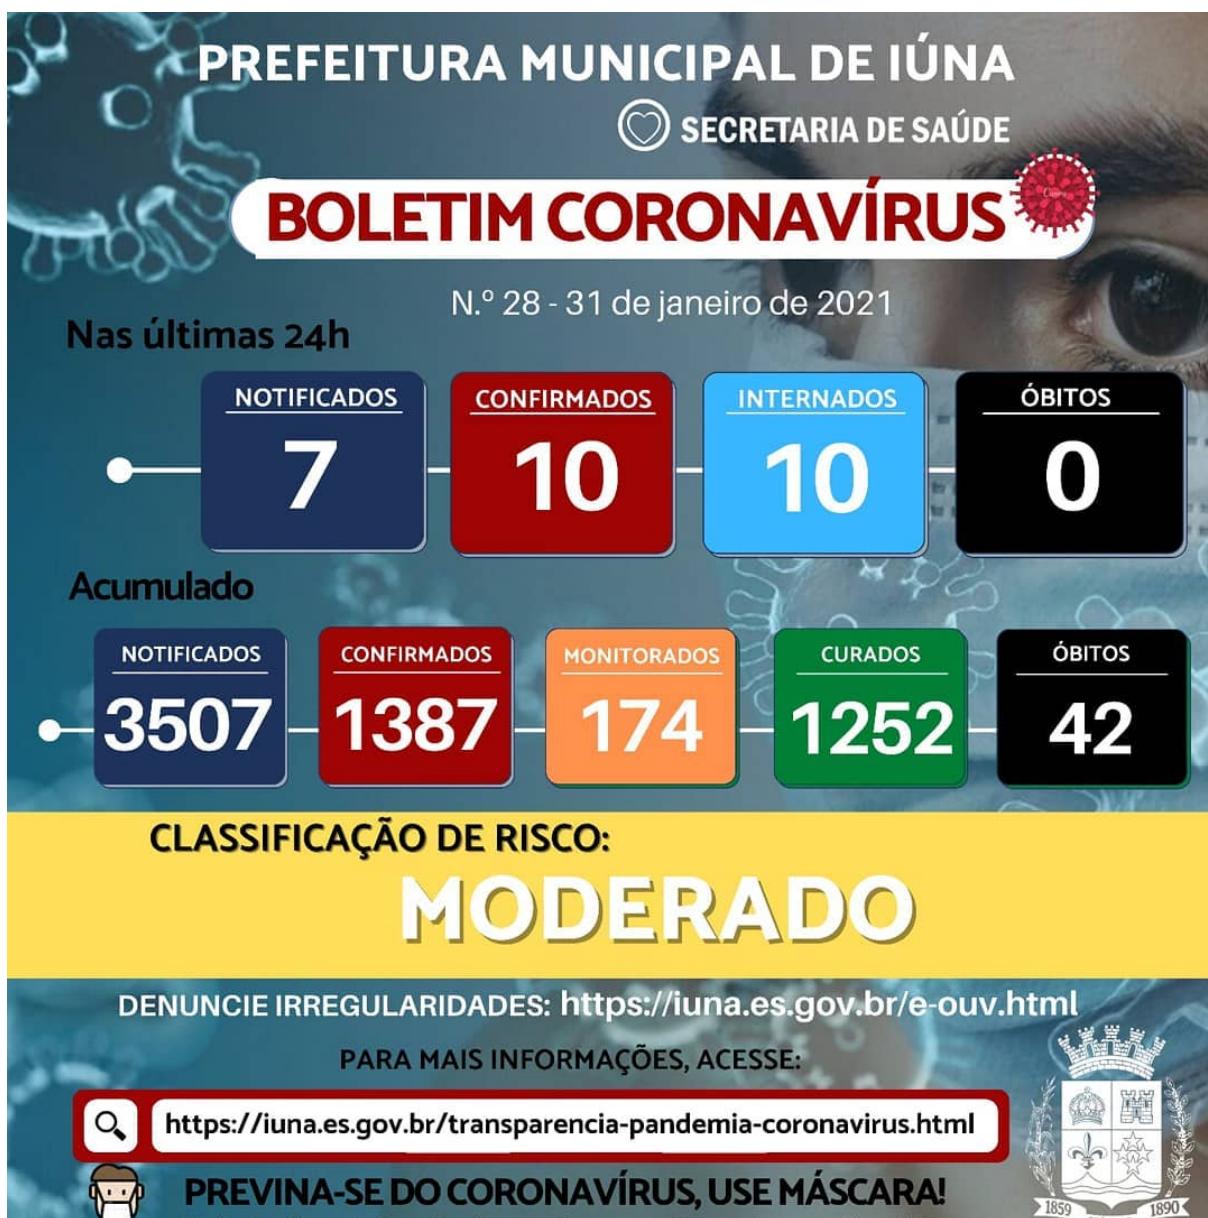 PREFEITURA MUNICIPAL DE IÚNA
SECRETARIA DE SAÚDE
BOLETIM CORONAVÍRUS
N.º 28 - 31 de janeiro de 2021
Nas últimas 24h
NOTIFICADOS CONFIRMADOS INTERNADOS ÓBITOS
7 10 10 0
Acumulado
NOTIFICADOS CONFIRMADOS MONITORADOS CURADOS ÓBITOS
3507 1387 174 1252 42
CLASSIFICAÇÃO DE RISCO:
MODERADO
DENUNCIE IRREGULARIDADES: https://iuna.es.gov.br/e-ouv.html
PARA MAIS INFORMAÇÕES, ACESSE:
https://iuna.es.gov.br/transparencia-pandemia-coronavirus.html
PREVINA-SE DO CORONAVÍRUS, USE MÁSCARA!
1859 1890